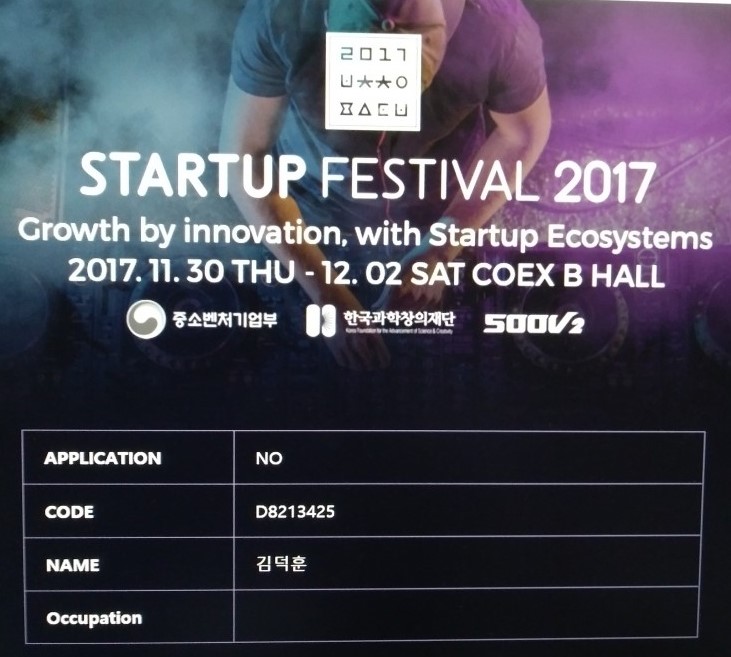 2017
STARTUP FESTIVAL 2017
Growth by innovation, with Startup Ecosystems
2017. 11. 30 THU - 12. 02 SAT COEX B HALL
중소벤처기업부 한국과학창의재단 500V2
Korea Foundation for the Advancement of Science & Creativity
APPLICATION NO
CODE D8213425
NAME 김덕훈
Occupation